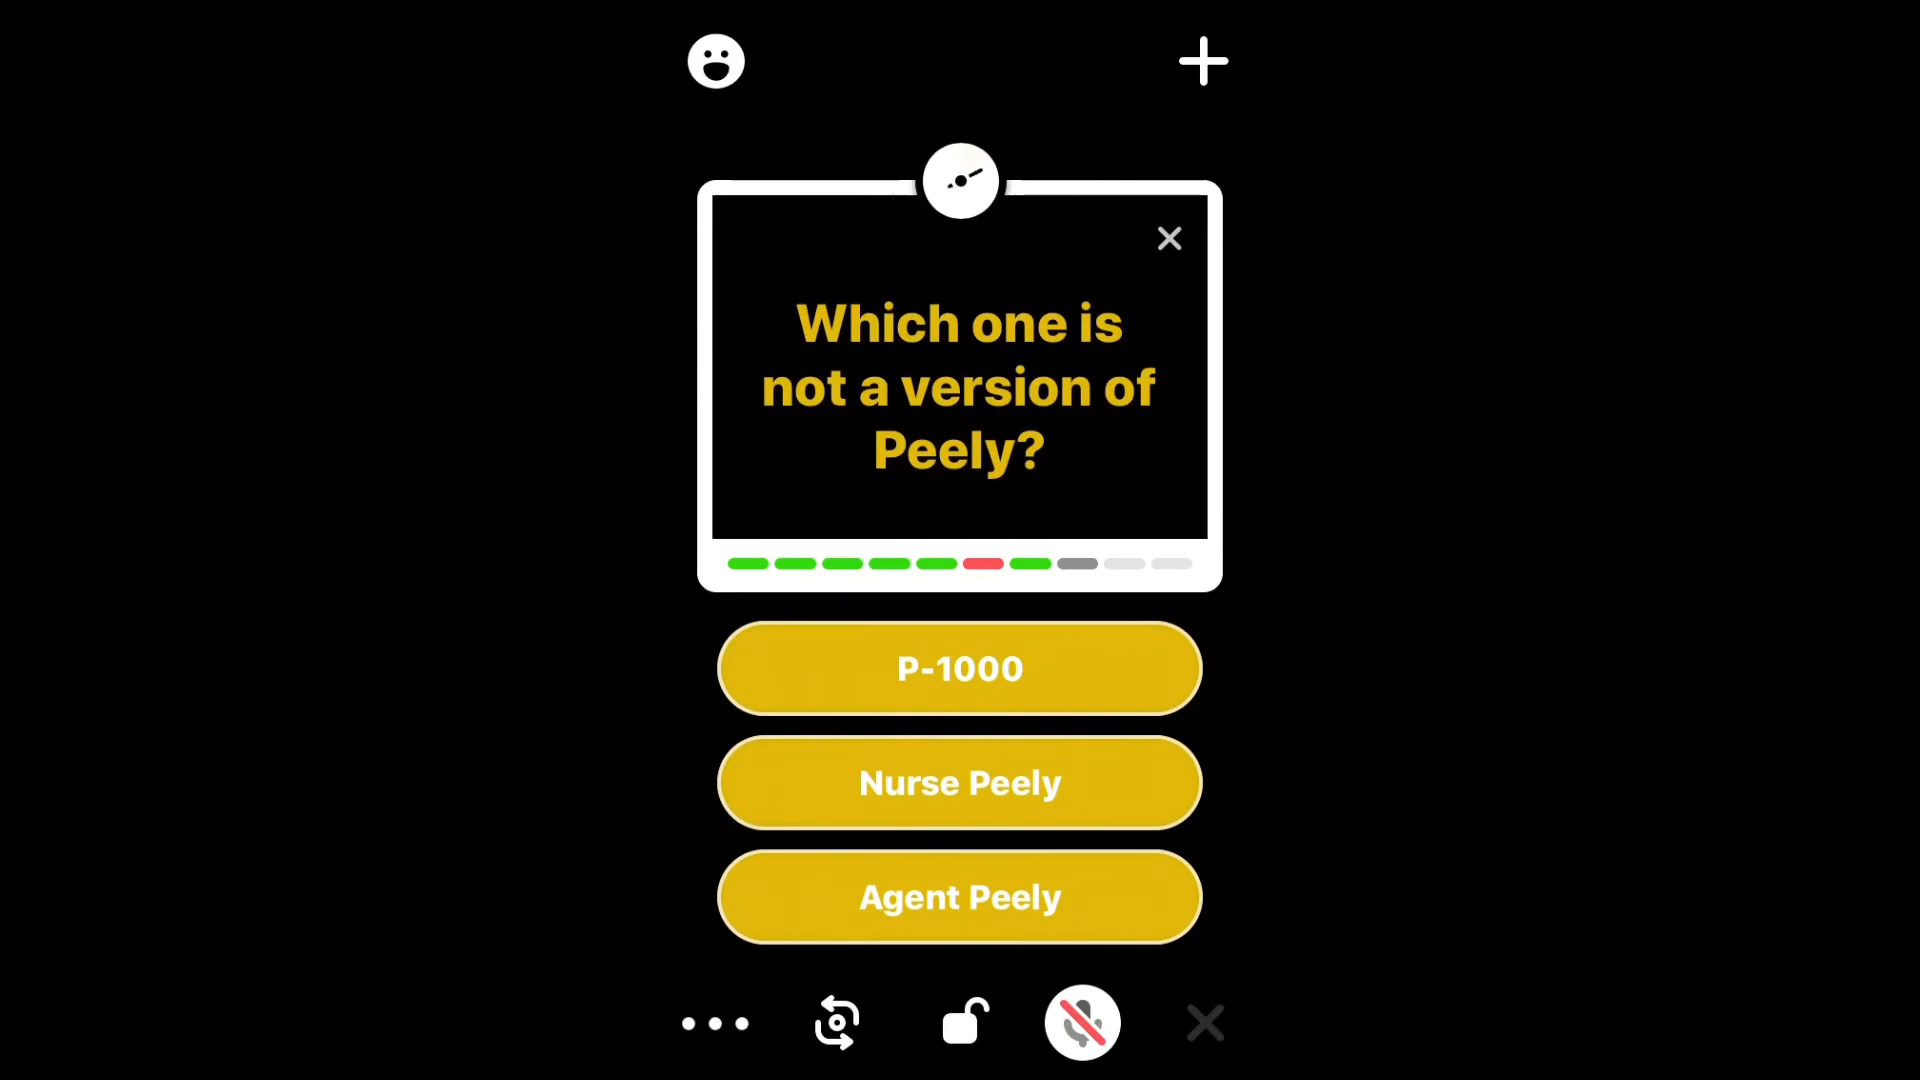 Which one is
not a version of
Peely?
P-1000
Nurse Peely
Agent Peely